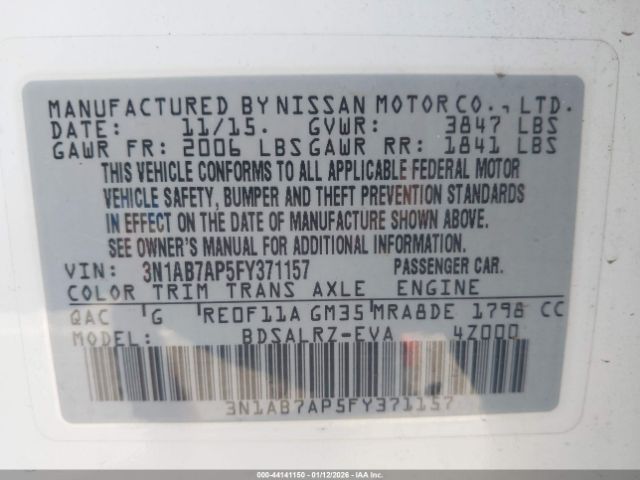 MANUFACTURED BY NISSAN MOTOR CO., LTD.
DATE: 11/15. GVWR: 3847 LBS
GAWR FR: 2006 LBS GAWR RR: 1841 LBS
THIS VEHICLE CONFORMS TO ALL APPLICABLE FEDERAL MOTOR
VEHICLE SAFETY, BUMPER AND THEFT PREVENTION STANDARDS
IN EFFECT ON THE DATE OF MANUFACTURE SHOWN ABOVE.
SEE OWNER'S MANUAL FOR ADDITIONAL INFORMATION.
VIN: 3N1AB7AP5FY371157 PASSENGER CAR.
COLOR TRIM TRANS AXLE ENGINE
QAC G RE0F11A GM35 MRA8DE 1798 CC
MODEL: BDSALRZ-EVA 4Z000
3N1AB7AP5FY371157
000-44141150 - 01/12/2026 - IAAI.COM